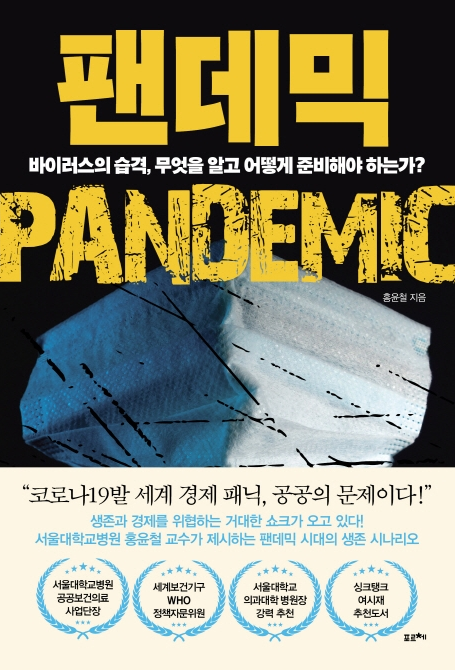 팬데믹
바이러스의 습격, 무엇을 알고 어떻게 준비해야 하는가?
PANDEMIC
홍윤철 지음
“코로나19발 세계 경제 패닉, 공공의 문제이다!”
생존과 경제를 위협하는 거대한 쇼크가 오고 있다!
서울대학교병원 홍윤철 교수가 제시하는 팬데믹 시대의 생존 시나리오
서울대학교병원
공공보건의료
사업단장
세계보건기구
WHO
정책자문위원
서울대학교
의과대학 병원장
강력 추천
싱크탱크
여시재
추천도서
포르체